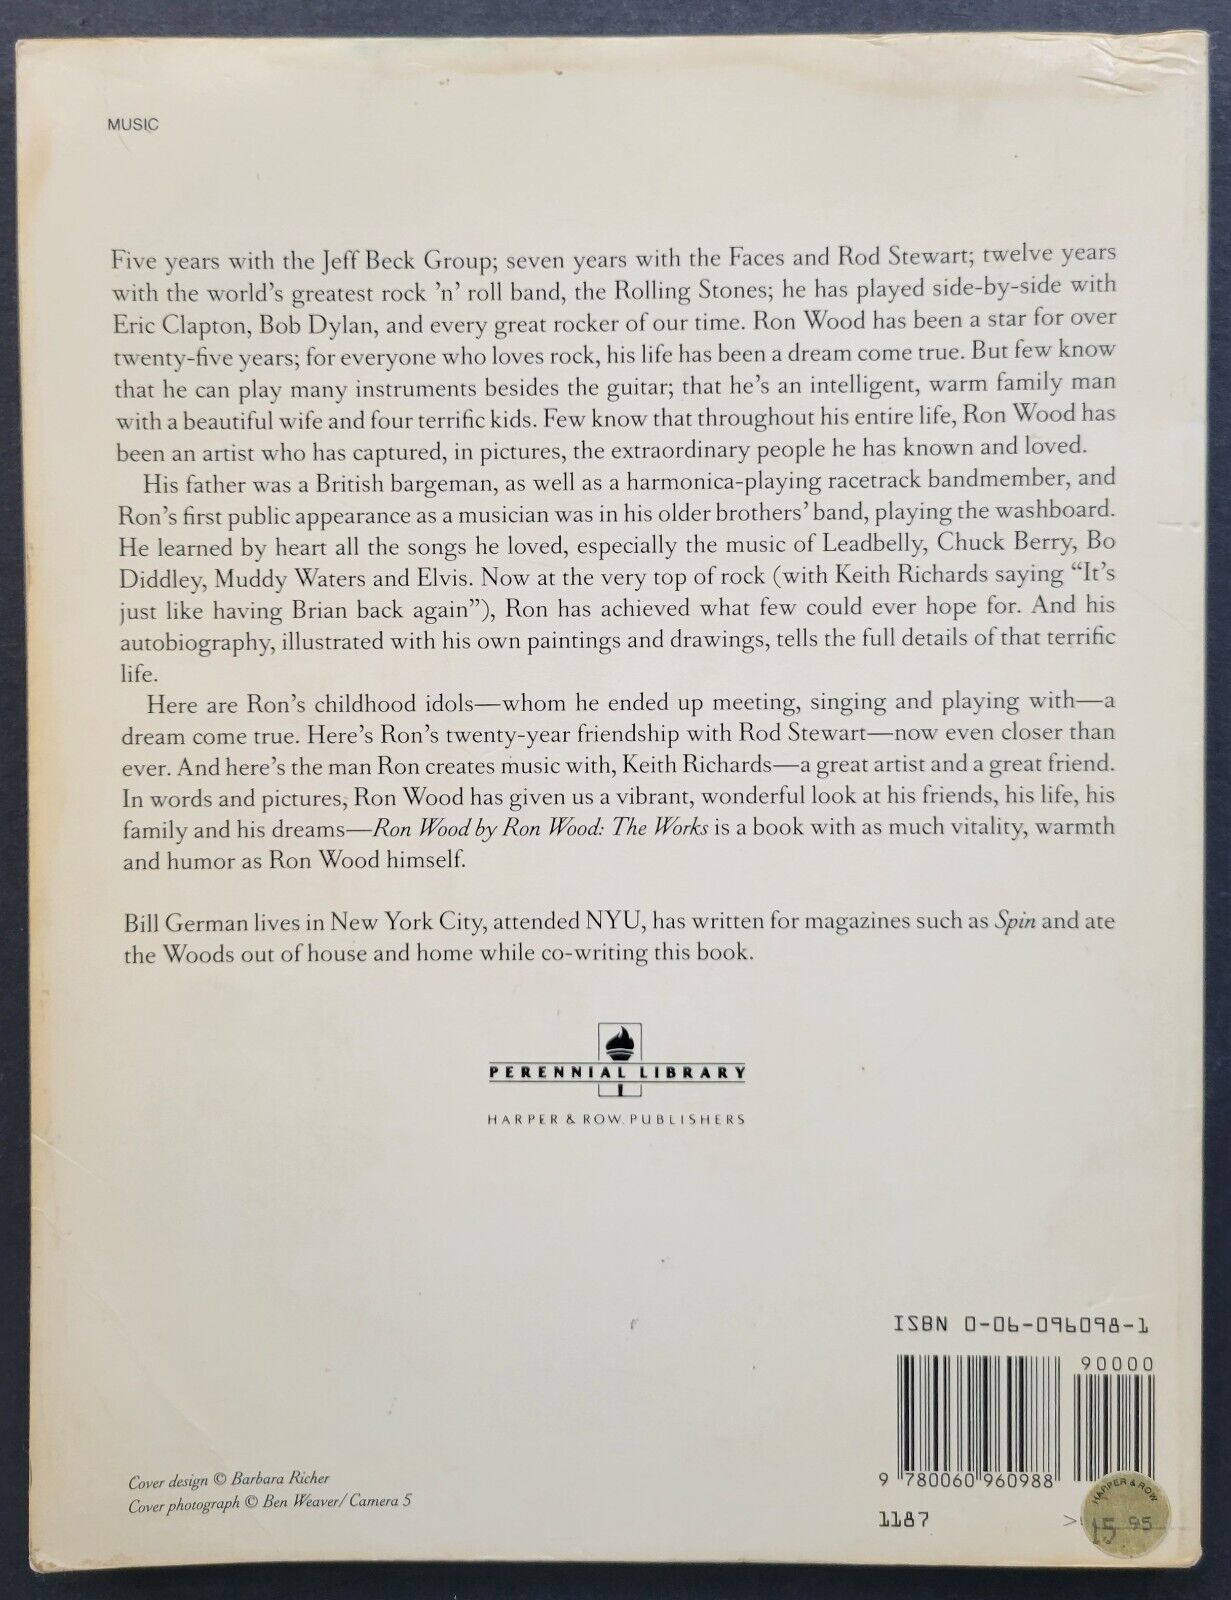 MUSIC
Five years with the Jeff Beck Group; seven years with the Faces and Rod Stewart; twelve years
with the world's greatest rock 'n' roll band, the Rolling Stones; he has played side-by-side with
Eric Clapton, Bob Dylan, and every great rocker of our time. Ron Wood has been a star for over
twenty-five years; for everyone who loves rock, his life has been a dream come true. But few know
that he can play many instruments besides the guitar; that he's an intelligent, warm family man
with a beautiful wife and four terrific kids. Few know that throughout his entire life, Ron Wood has
been an artist who has captured, in pictures, the extraordinary people he has known and loved.
His father was a British bargeman, as well as a harmonica-playing racetrack bandmember, and
Ron's first public appearance as a musician was in his older brothers' band, playing the washboard.
He learned by heart all the songs he loved, especially the music of Leadbelly, Chuck Berry, Bo
Diddley, Muddy Waters and Elvis. Now at the very top of rock (with Keith Richards saying "It's
just like having Brian back again"), Ron has achieved what few could ever hope for. And his
autobiography, illustrated with his own paintings and drawings, tells the full details of that terrific
life.
Here are Ron's childhood idols—whom he ended up meeting, singing and playing with—a
dream come true. Here's Ron's twenty-year friendship with Rod Stewart—now even closer than
ever. And here's the man Ron creates music with, Keith Richards—a great artist and a great friend.
In words and pictures, Ron Wood has given us a vibrant, wonderful look at his friends, his life, his
family and his dreams—Ron Wood by Ron Wood: The Works is a book with as much vitality, warmth
and humor as Ron Wood himself.
Bill German lives in New York City, attended NYU, has written for magazines such as Spin and ate
the Woods out of house and home while co-writing this book.
PERENNIAL LIBRARY
HARPER & ROW, PUBLISHERS
ISBN 0-06-096098-1
90000
9 780060 960988
1187 >
HARPER & ROW
15 95
Cover design © Barbara Richer
Cover photograph © Ben Weaver/Camera 5